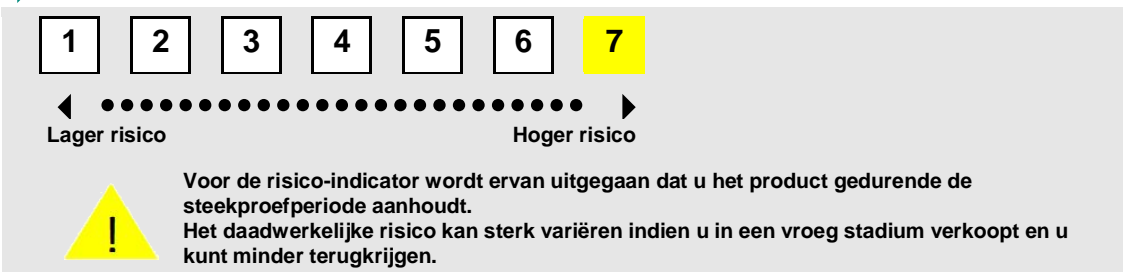 1 2 3 4 5 6 7
Lager risico Hoger risico
! Voor de risico-indicator wordt ervan uitgegaan dat u het product gedurende de
steekproefperiode aanhoudt.
Het daadwerkelijke risico kan sterk variëren indien u in een vroeg stadium verkoopt en u
kunt minder terugkrijgen.